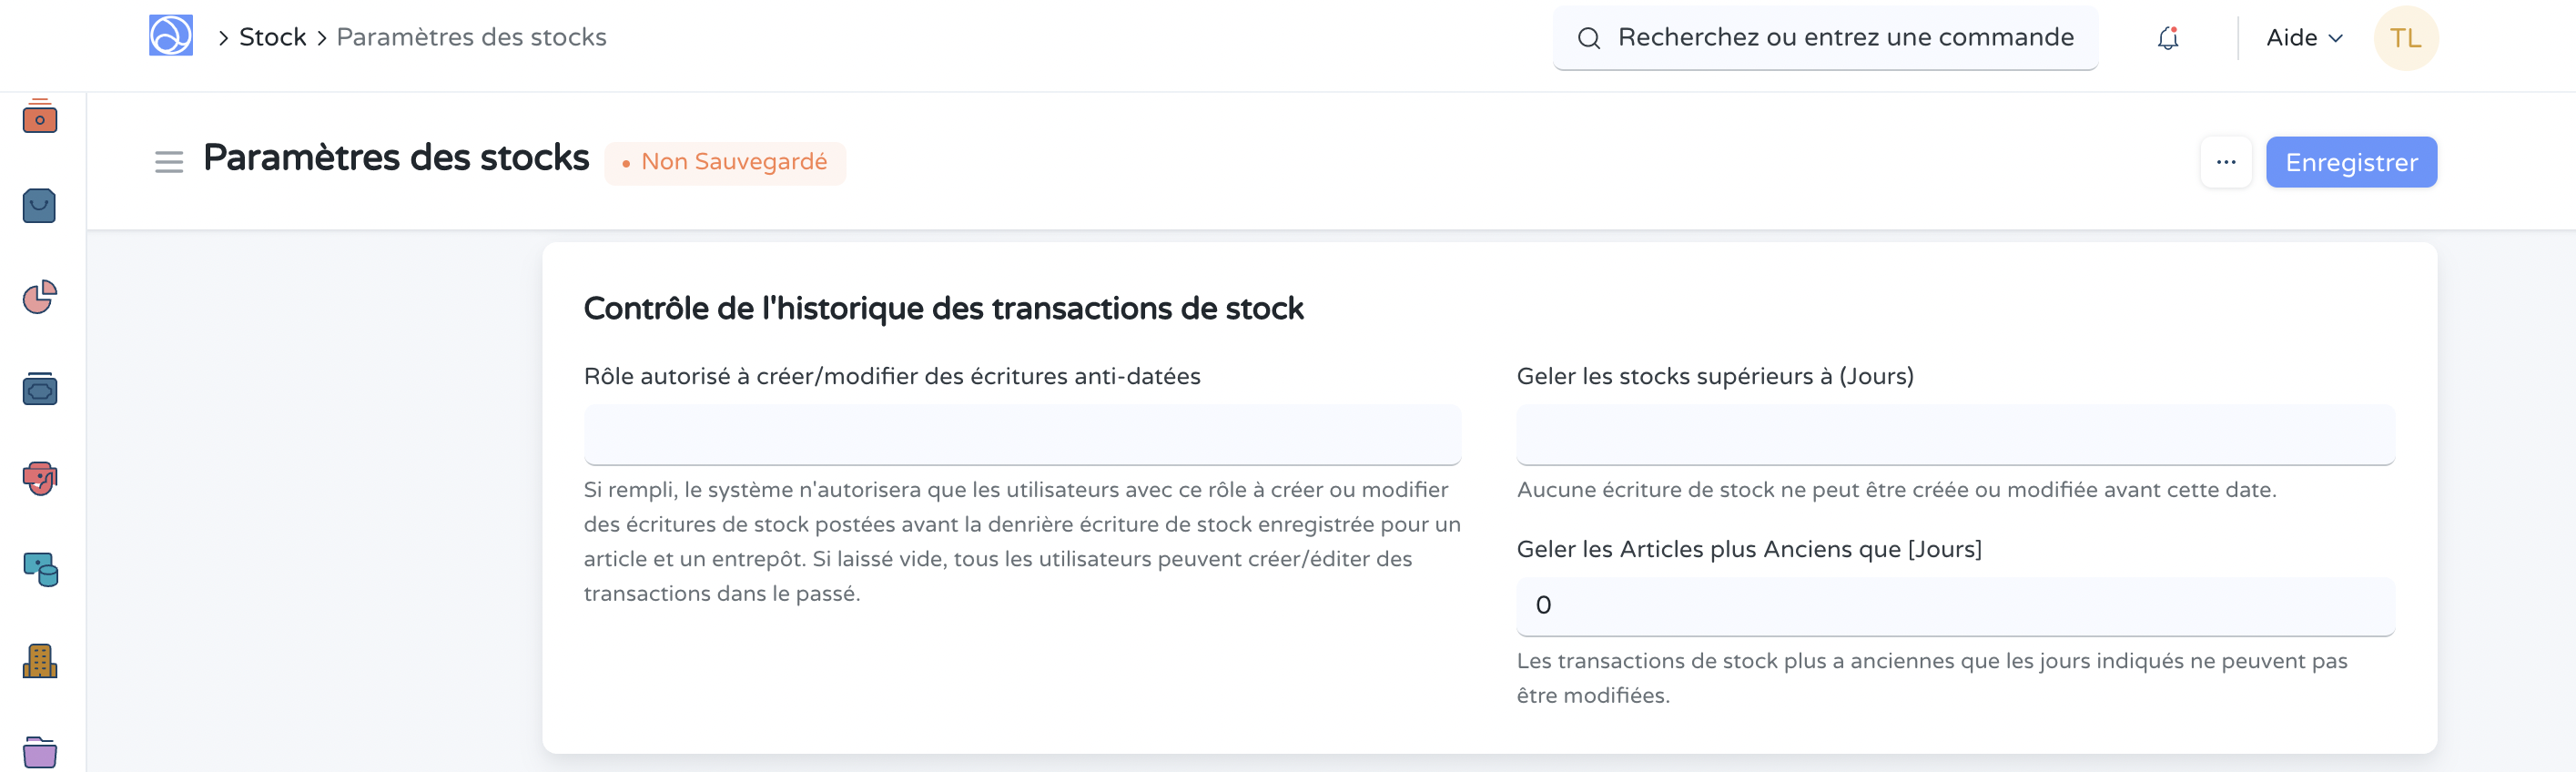 Stock
Paramètres des stocks
Recherchez ou entrez une commande
Aide
TL
Paramètres des stocks
Non Sauvegardé
...
Enregistrer
Contrôle de l'historique des transactions de stock
Rôle autorisé à créer/modifier des écritures anti-datées
Si rempli, le système n'autorisera que les utilisateurs avec ce rôle à créer ou modifier
des écritures de stock postées avant la denrière écriture de stock enregistrée pour un
article et un entrepôt. Si laissé vide, tous les utilisateurs peuvent créer/éditer des
transactions dans le passé.
Geler les stocks supérieurs à (Jours)
Aucune écriture de stock ne peut être créée ou modifiée avant cette date.
Geler les Articles plus Anciens que [Jours]
0
Les transactions de stock plus a anciennes que les jours indiqués ne peuvent pas
être modifiées.